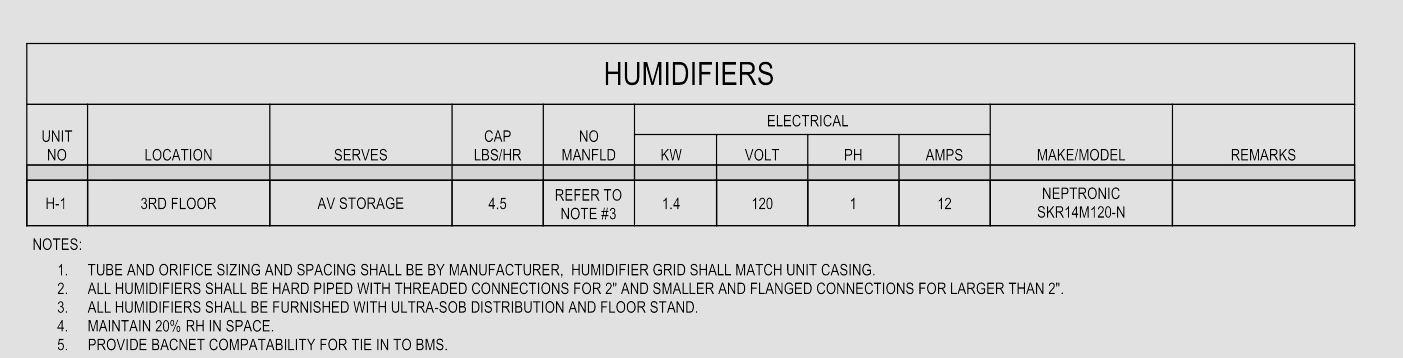 HUMIDIFIERS
UNIT NO LOCATION SERVES CAP LBS/HR NO MANFLD ELECTRICAL KW VOLT PH AMPS MAKE/MODEL REMARKS
H-1 3RD FLOOR AV STORAGE 4.5 REFER TO NOTE #3 1.4 120 1 12 NEPTRONIC SKR14M120-N
NOTES:
1. TUBE AND ORIFICE SIZING AND SPACING SHALL BE BY MANUFACTURER, HUMIDIFIER GRID SHALL MATCH UNIT CASING.
2. ALL HUMIDIFIERS SHALL BE HARD PIPED WITH THREADED CONNECTIONS FOR 2" AND SMALLER AND FLANGED CONNECTIONS FOR LARGER THAN 2".
3. ALL HUMIDIFIERS SHALL BE FURNISHED WITH ULTRA-SOB DISTRIBUTION AND FLOOR STAND.
4. MAINTAIN 20% RH IN SPACE.
5. PROVIDE BACNET COMPATABILITY FOR TIE IN TO BMS.